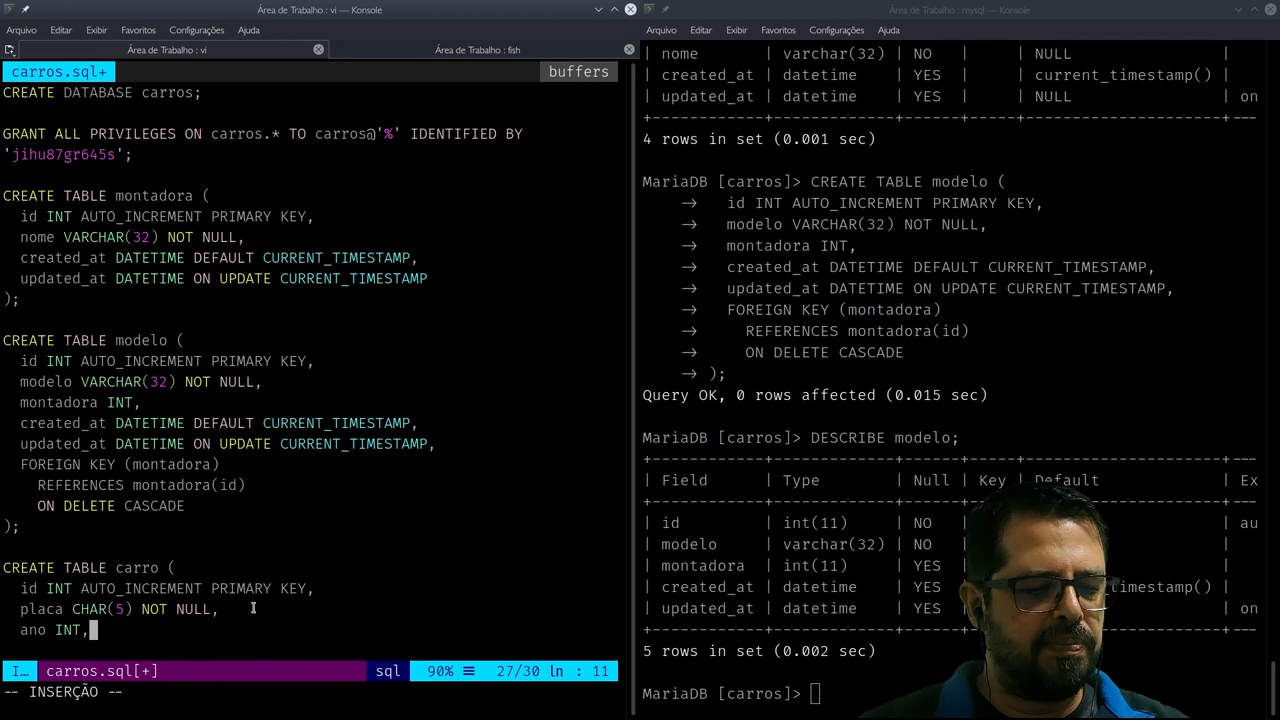 Área de Trabalho : vi — Konsole
Arquivo Editar Exibir Favoritos Configurações Ajuda
Área de Trabalho : vi
Área de Trabalho : fish
carros.sql+
buffers
CREATE DATABASE carros;
GRANT ALL PRIVILEGES ON carros.* TO carros@'%' IDENTIFIED BY
'jihu87gr645s';
CREATE TABLE montadora (
id INT AUTO_INCREMENT PRIMARY KEY,
nome VARCHAR(32) NOT NULL,
created_at DATETIME DEFAULT CURRENT_TIMESTAMP,
updated_at DATETIME ON UPDATE CURRENT_TIMESTAMP
);
CREATE TABLE modelo (
id INT AUTO_INCREMENT PRIMARY KEY,
modelo VARCHAR(32) NOT NULL,
montadora INT,
created_at DATETIME DEFAULT CURRENT_TIMESTAMP,
updated_at DATETIME ON UPDATE CURRENT_TIMESTAMP,
FOREIGN KEY (montadora)
REFERENCES montadora(id)
ON DELETE CASCADE
);
CREATE TABLE carro (
id INT AUTO_INCREMENT PRIMARY KEY,
placa CHAR(5) NOT NULL,
ano INT,
I… carros.sql[+] sql 90% ☰ 27/30 ln : 11
-- INSERÇÃO --
Área de Trabalho : mysql — Konsole
Arquivo Editar Exibir Favoritos Configurações Ajuda
| nome | varchar(32) | NO | | NULL |
| created_at | datetime | YES | | current_timestamp() |
| updated_at | datetime | YES | | NULL | on
+------------+-------------+------+-----+---------------------+---
4 rows in set (0.001 sec)
MariaDB [carros]> CREATE TABLE modelo (
-> id INT AUTO_INCREMENT PRIMARY KEY,
-> modelo VARCHAR(32) NOT NULL,
-> montadora INT,
-> created_at DATETIME DEFAULT CURRENT_TIMESTAMP,
-> updated_at DATETIME ON UPDATE CURRENT_TIMESTAMP,
-> FOREIGN KEY (montadora)
-> REFERENCES montadora(id)
-> ON DELETE CASCADE
-> );
Query OK, 0 rows affected (0.015 sec)
MariaDB [carros]> DESCRIBE modelo;
+------------+-------------+------+-----+---------------------+---
| Field | Type | Null | Key | Default | Ex
+------------+-------------+------+-----+---------------------+---
| id | int(11) | NO | | au
| modelo | varchar(32) | NO | |
| montadora | int(11) | YES | |
| created_at | datetime | YES | _timestamp() |
| updated_at | datetime | YES | | on
+------------+-------------+------+---
5 rows in set (0.002 sec)
MariaDB [carros]>